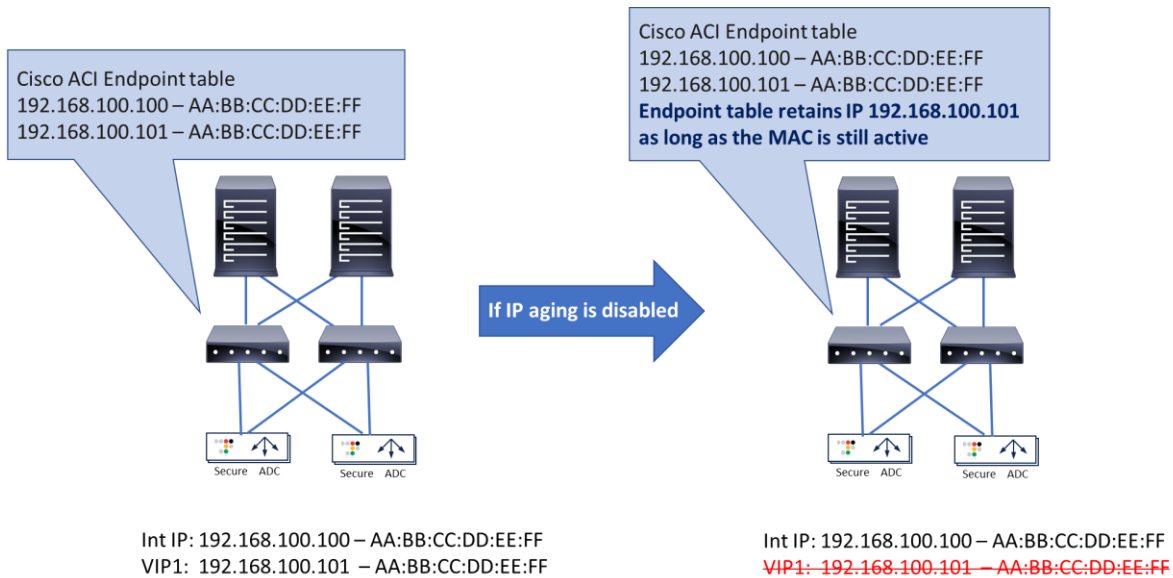 Cisco ACI Endpoint table
192.168.100.100 – AA:BB:CC:DD:EE:FF
192.168.100.101 – AA:BB:CC:DD:EE:FF
Cisco ACI Endpoint table
192.168.100.100 – AA:BB:CC:DD:EE:FF
192.168.100.101 – AA:BB:CC:DD:EE:FF
Endpoint table retains IP 192.168.100.101
as long as the MAC is still active
If IP aging is disabled
Secure ADC
Secure ADC
Secure ADC
Secure ADC
Int IP: 192.168.100.100 – AA:BB:CC:DD:EE:FF
VIP1: 192.168.100.101 – AA:BB:CC:DD:EE:FF
Int IP: 192.168.100.100 – AA:BB:CC:DD:EE:FF
VIP1: 192.168.100.101 – AA:BB:CC:DD:EE:FF